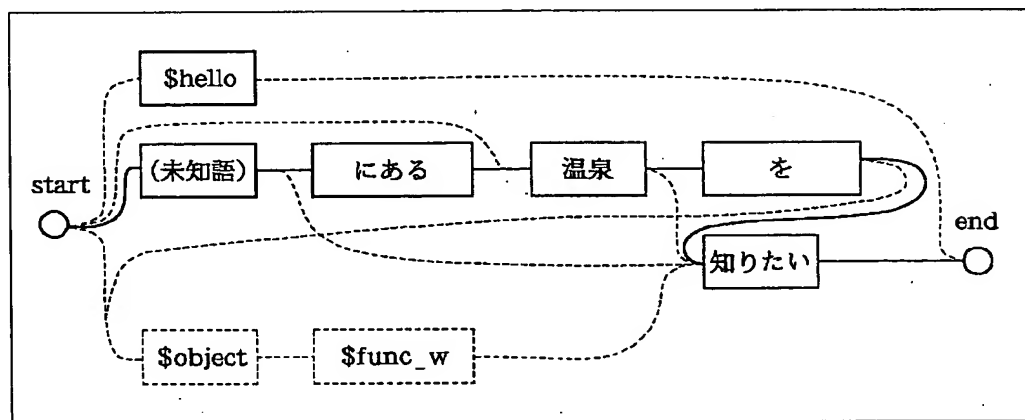 $hello
start
(未知語)
にある
温泉
を
end
知りたい
$object
$func_w